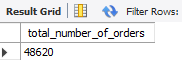 Result Grid Filter Rows:
total_number_of_orders
48620